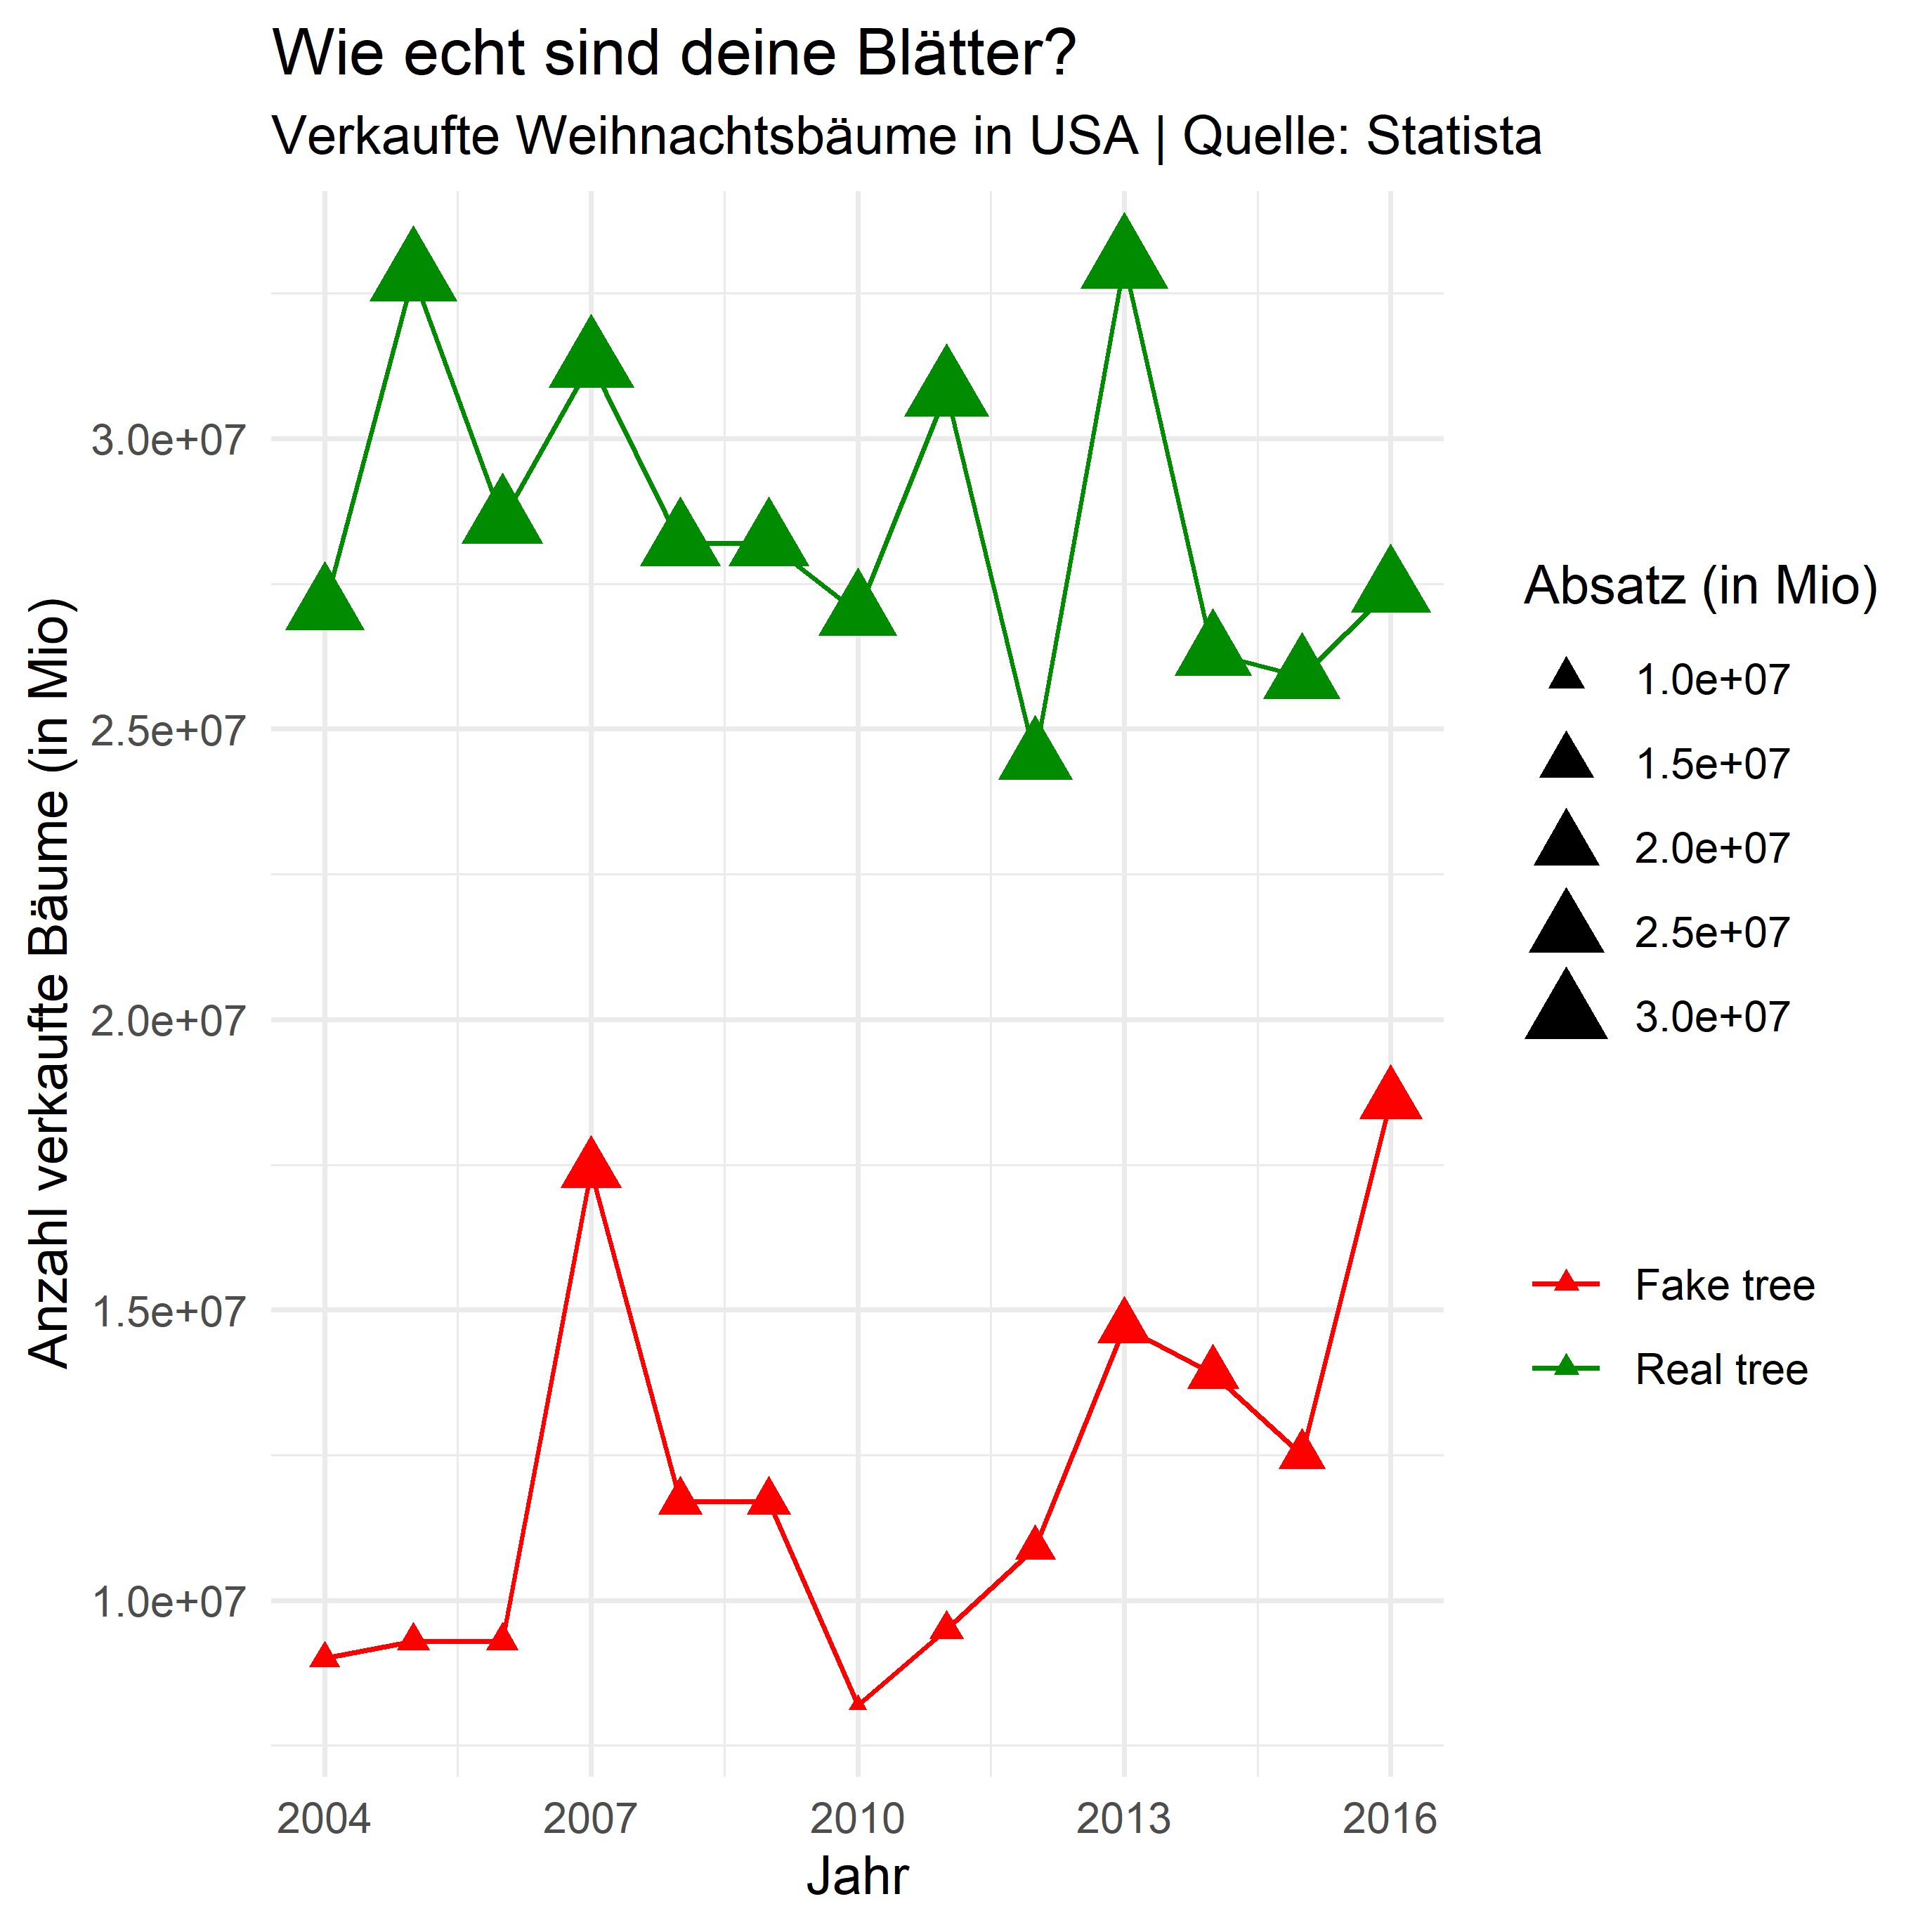 Wie echt sind deine Blätter?
Verkaufte Weihnachtsbäume in USA | Quelle: Statista
Anzahl verkaufte Bäume (in Mio)
3.0e+07
2.5e+07
2.0e+07
1.5e+07
1.0e+07
2004
2007
2010
2013
2016
Jahr
Absatz (in Mio)
1.0e+07
1.5e+07
2.0e+07
2.5e+07
3.0e+07
Fake tree
Real tree